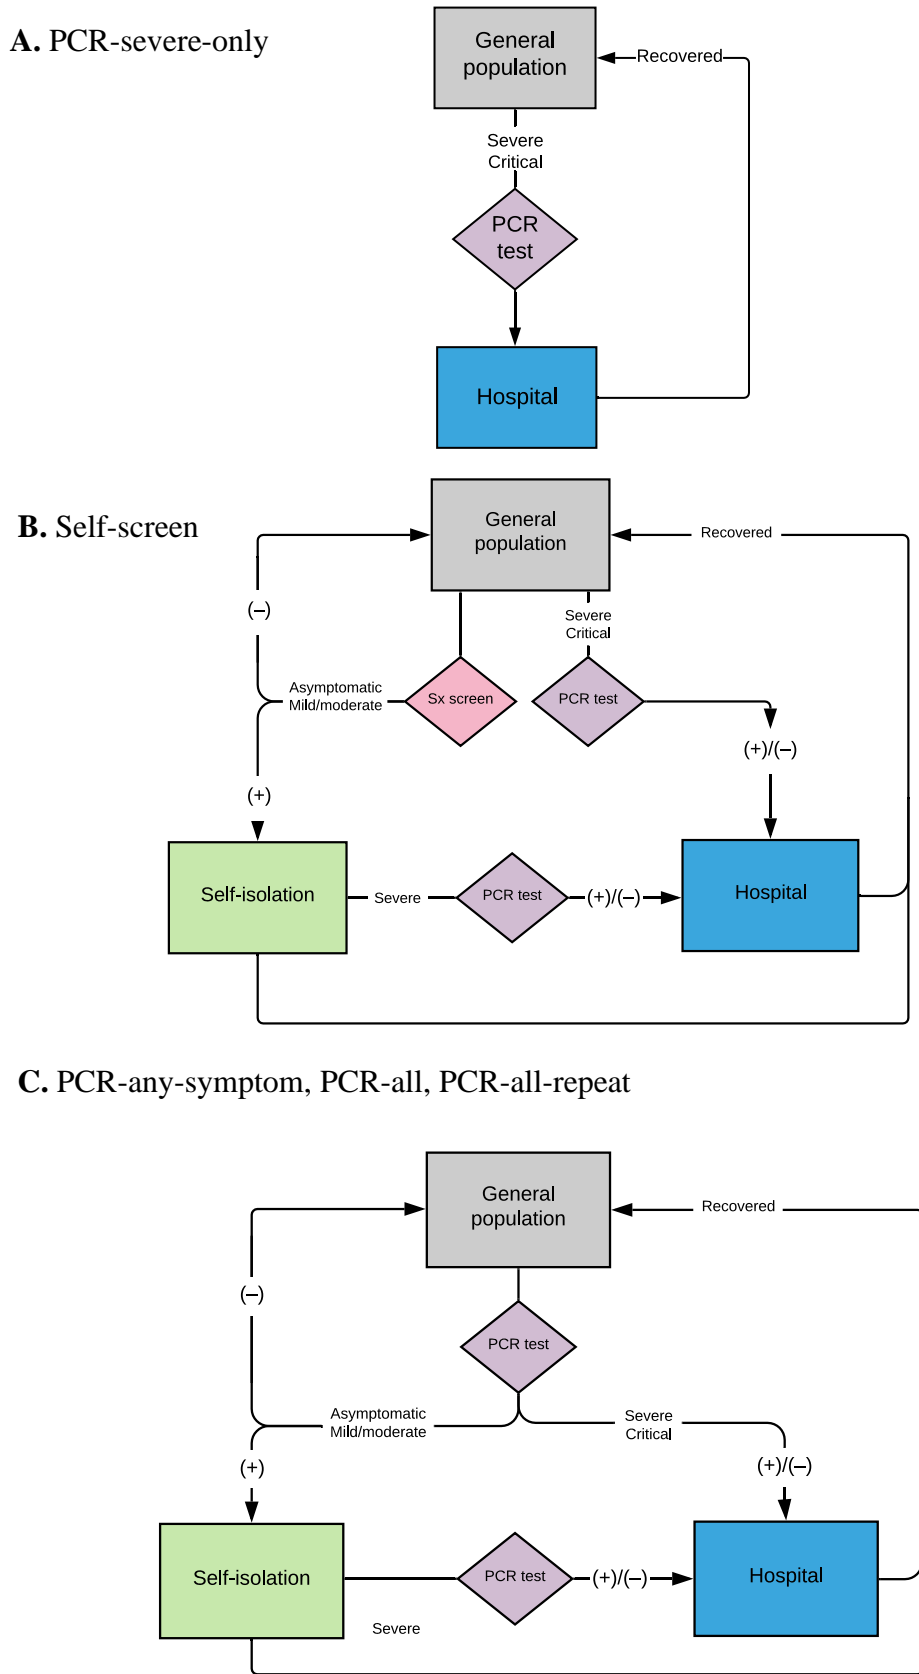 A. PCR-severe-only
General
population
Recovered
Severe
Critical
PCR
test
Hospital
B. Self-screen
General
population
Recovered
(–)
Severe
Critical
Asymptomatic
Mild/moderate
Sx screen
PCR test
(+)/(–)
(+)
Self-isolation
Severe
PCR test
(+)/(–)
Hospital
C. PCR-any-symptom, PCR-all, PCR-all-repeat
General
population
Recovered
(–)
PCR test
Asymptomatic
Mild/moderate
Severe
Critical
(+)
(+)/(–)
Self-isolation
PCR test
(+)/(–)
Hospital
Severe